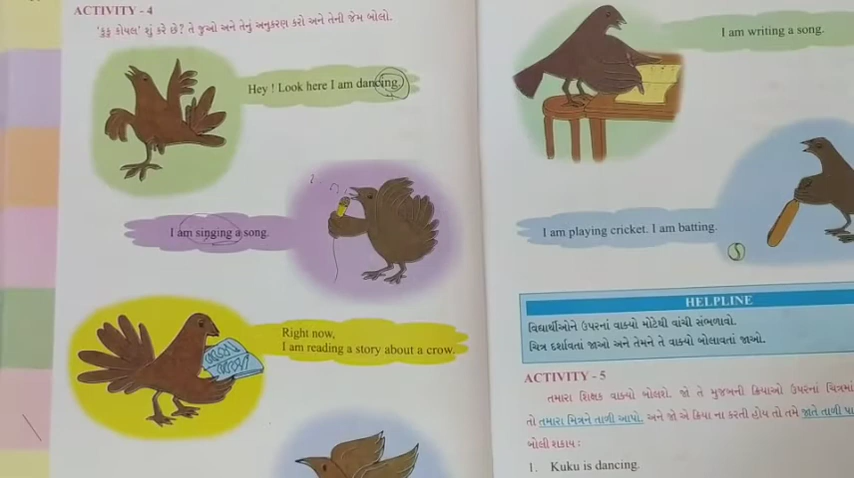 ACTIVITY - 4
'કુકુ કોયલ' શું કરે છે? તે જુઓ અને તેનું અનુકરણ કરો અને તેની જેમ બોલો.
Hey ! Look here I am dancing.
I am singing a song.
Right now,
I am reading a story about a crow.
I am writing a song.
I am playing cricket. I am batting.
HELPLINE
વિદ્યાર્થીઓને ઉપરનાં વાક્યો મોટેથી વાંચી સંભળાવો.
ચિત્ર દર્શાવતાં જાઓ અને તેમને તે વાક્યો બોલાવતાં જાઓ.
ACTIVITY - 5
તમારા શિક્ષક વાક્યો બોલશે. જો તે મુજબની ક્રિયાઓ ઉપરનાં ચિત્રમાં
તો તમારા મિત્રને તાળી આપો. અને જો એ ક્રિયા ના કરતી હોય તો તમે જાતે તાળી
બોલી શકાય :
1. Kuku is dancing.